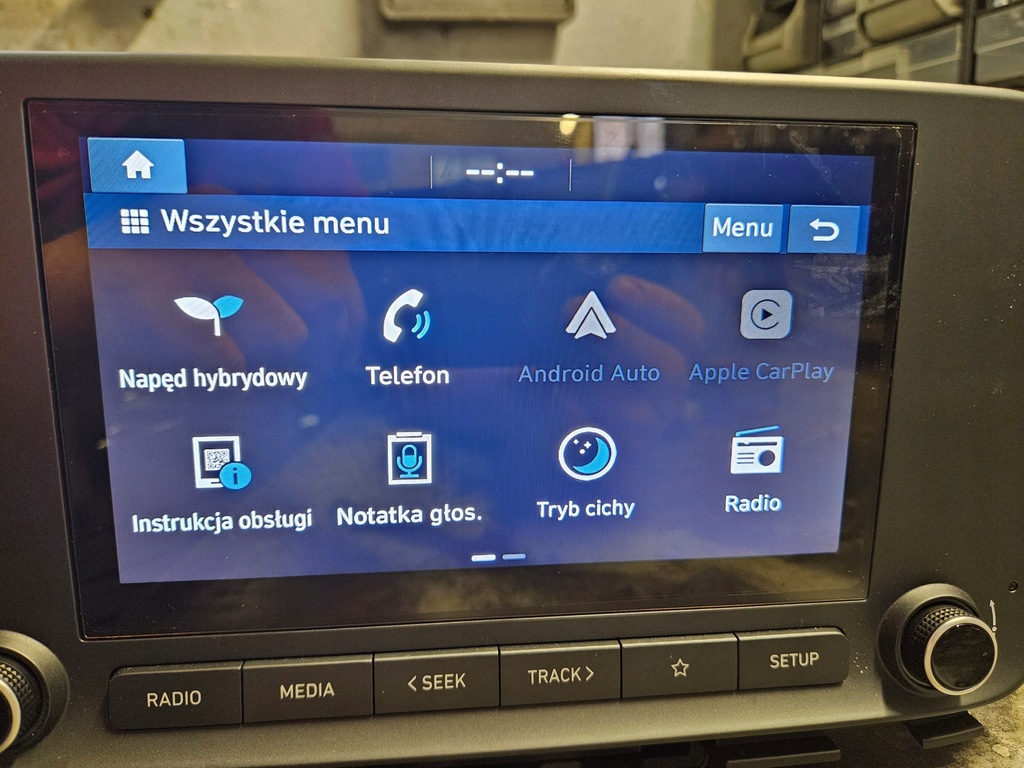 --:--
Wszystkie menu
Menu
Napęd hybrydowy
Telefon
Android Auto
Apple CarPlay
Instrukcja obsługi
Notatka głos.
Tryb cichy
Radio
RADIO
MEDIA
< SEEK
TRACK >
SETUP